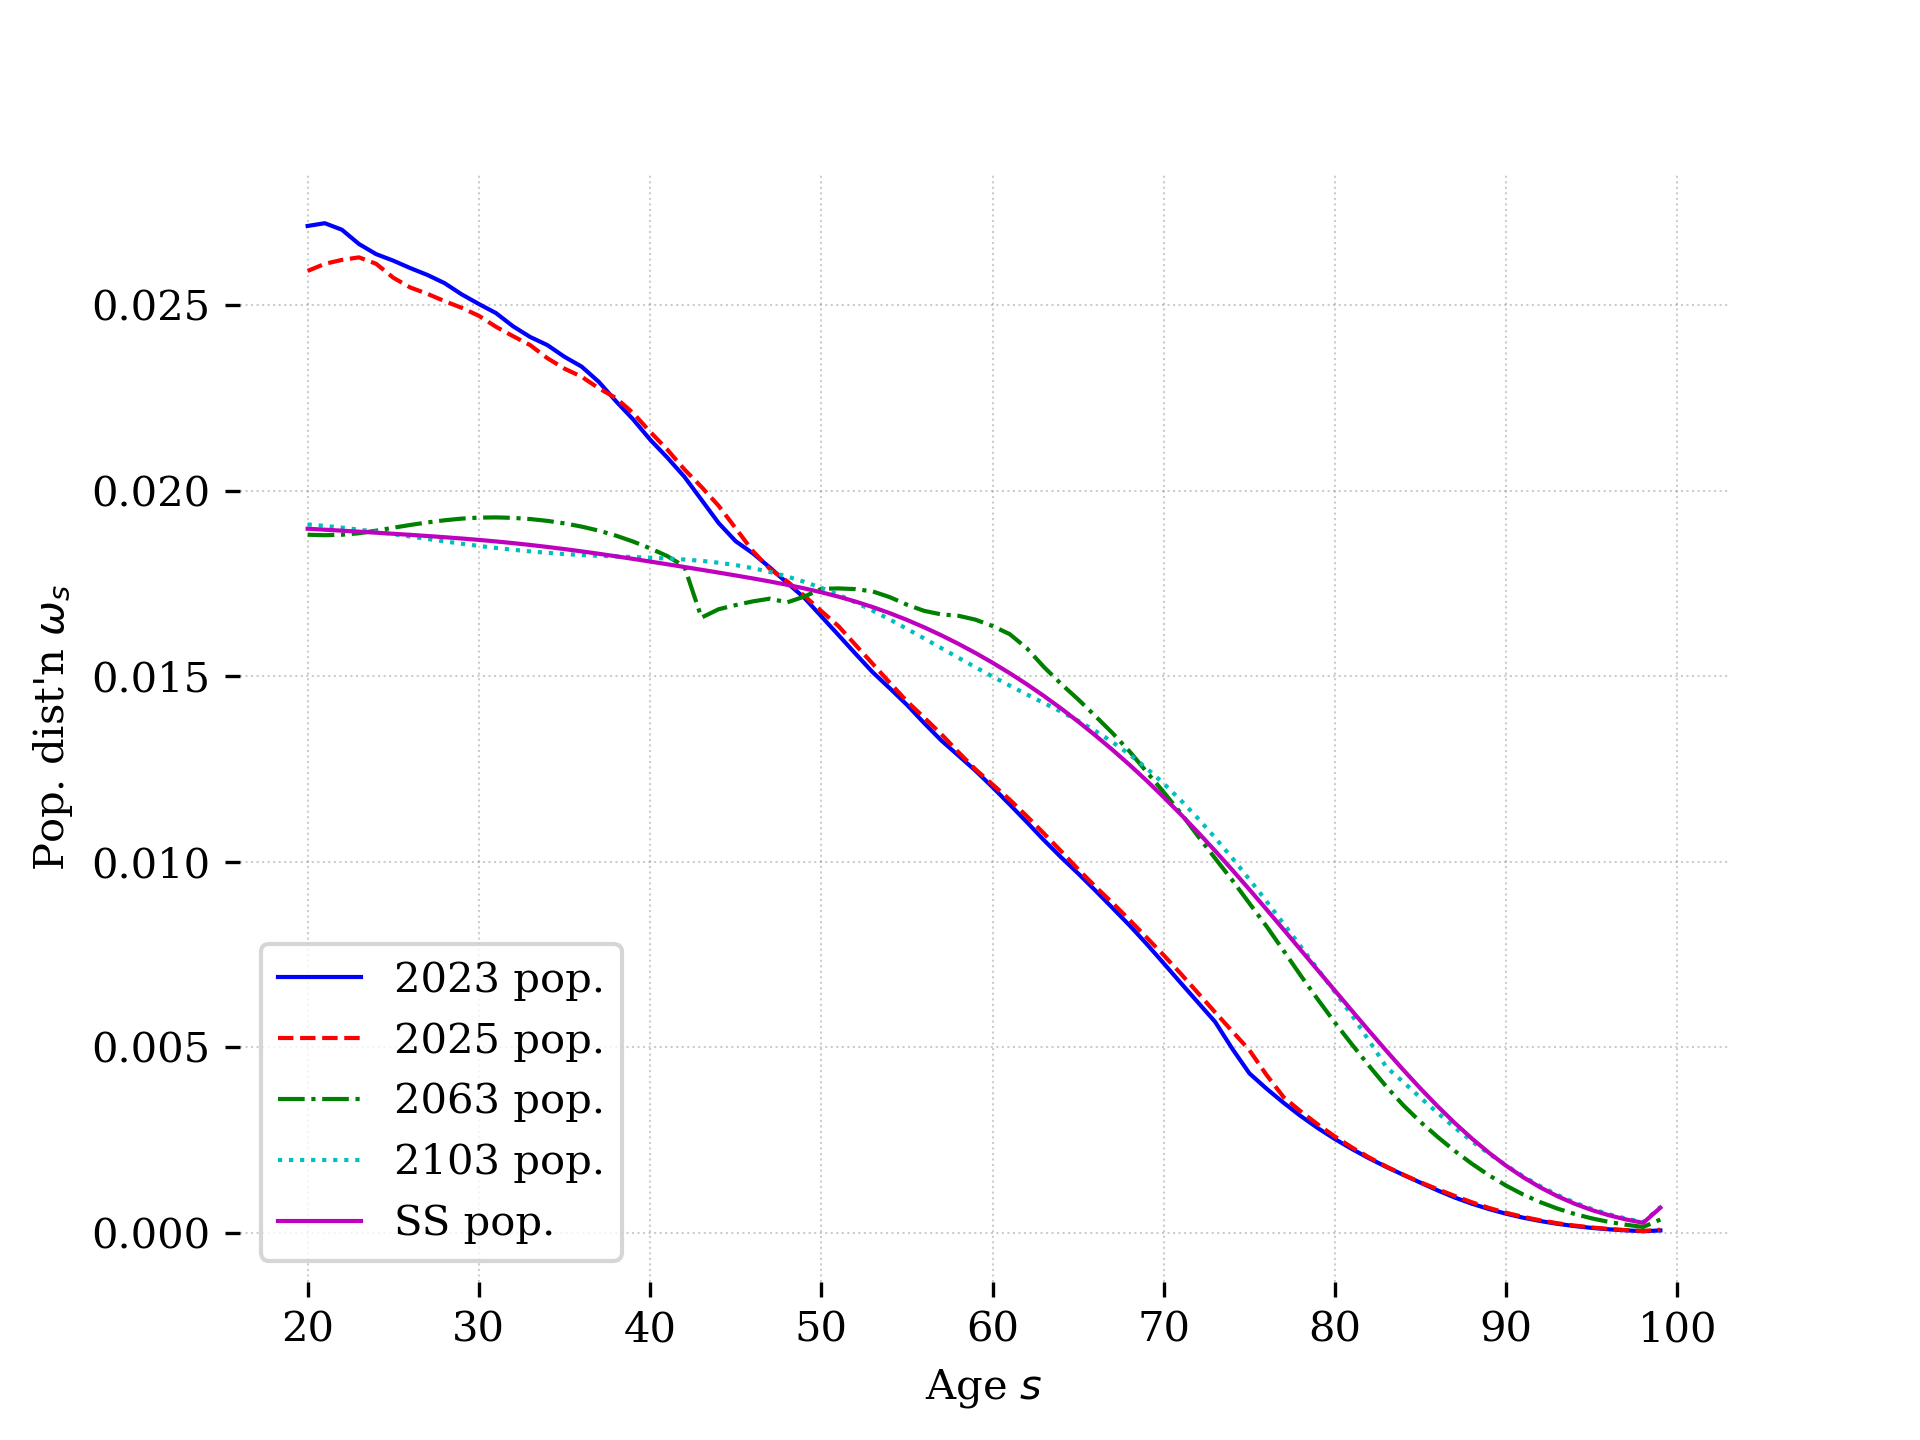 0.025
0.020
0.015
0.010
0.005
0.000
Pop. dist'n ωₛ
2023 pop.
2025 pop.
2063 pop.
2103 pop.
SS pop.
20 30 40 50 60 70 80 90 100
Age s